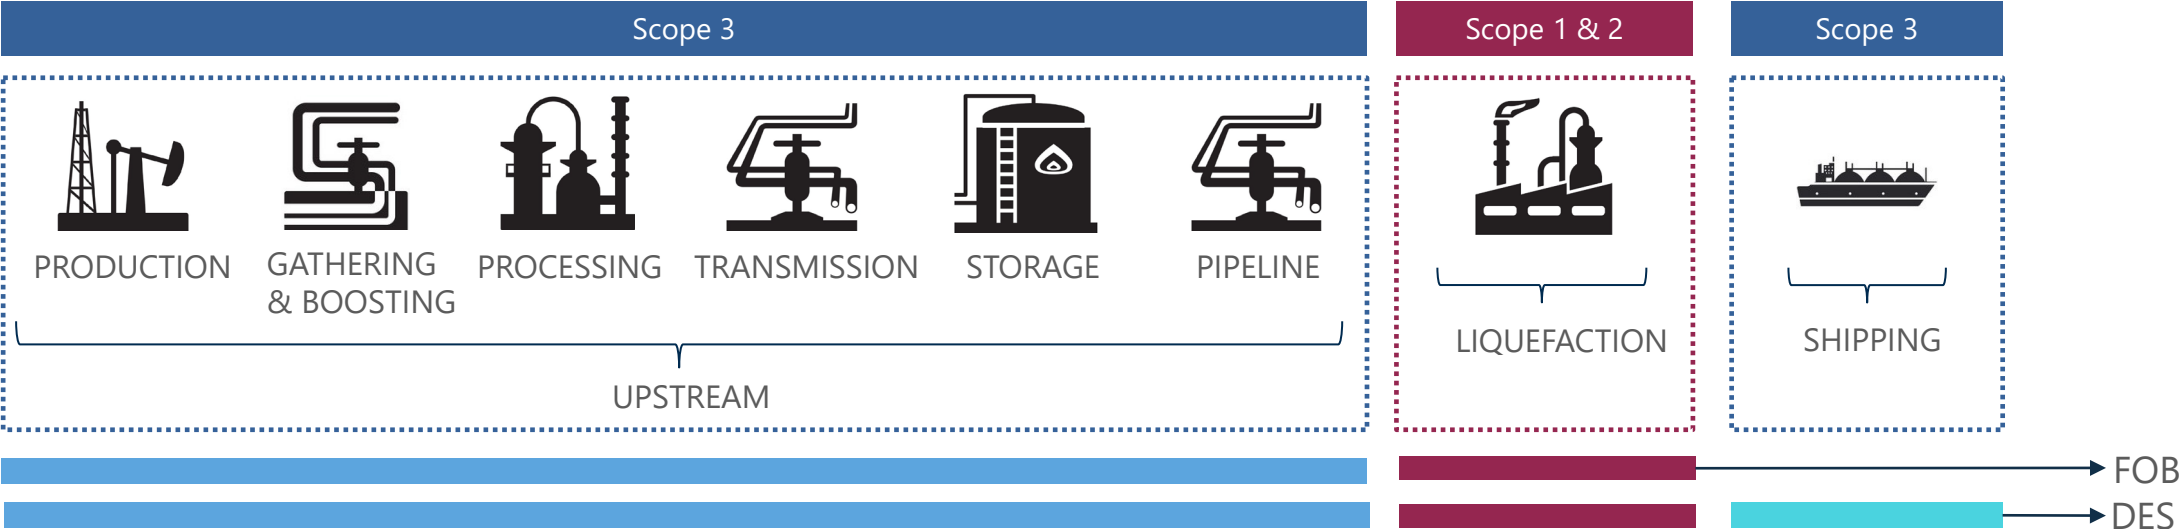 Scope 3
Scope 1 & 2
Scope 3
PRODUCTION
GATHERING
& BOOSTING
PROCESSING
TRANSMISSION
STORAGE
PIPELINE
UPSTREAM
LIQUEFACTION
SHIPPING
FOB
DES